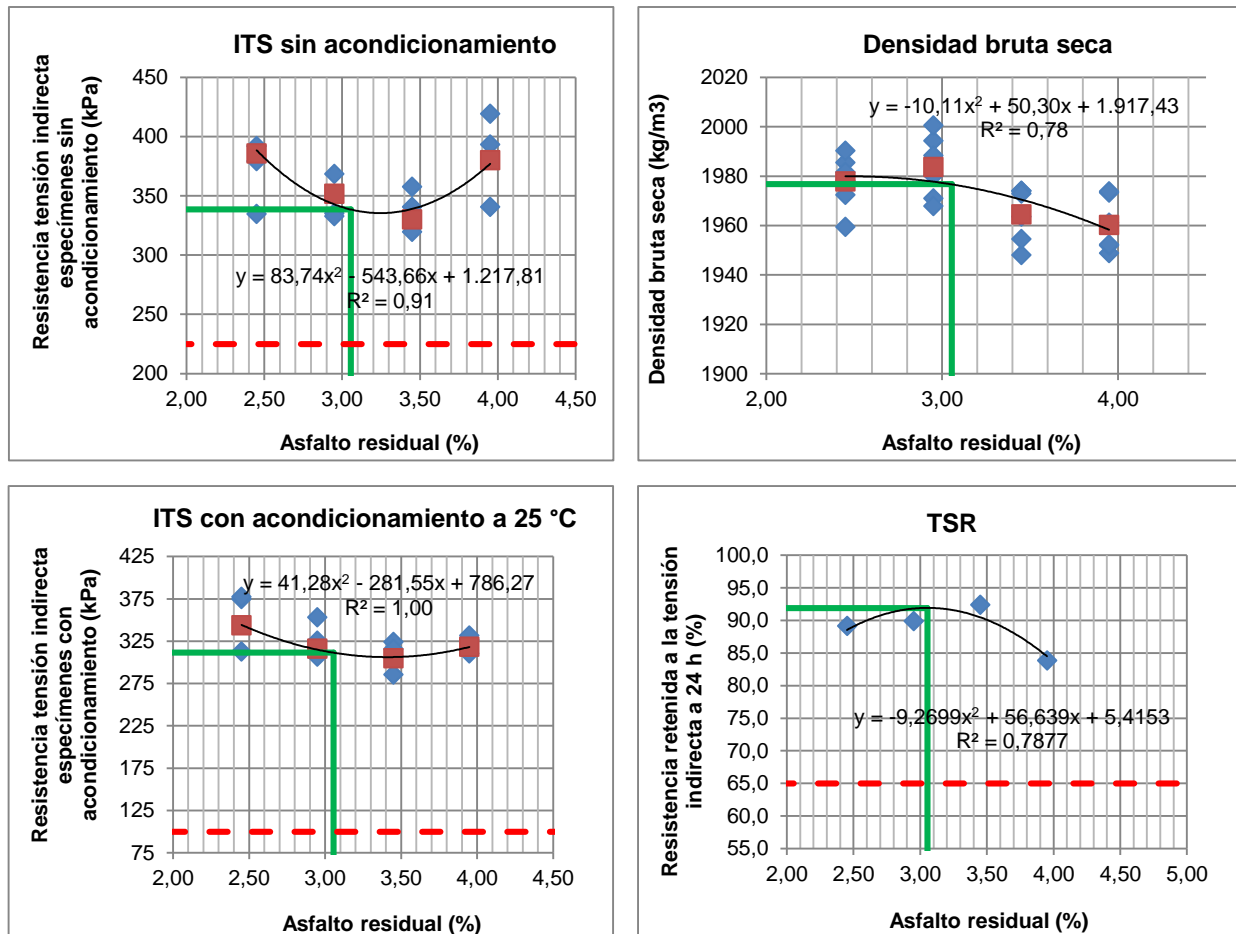 ITS sin acondicionamiento
Resistencia tensión indirecta
especímenes sin
acondicionamiento (kPa)
450
400
350
300
250
200
y = 83,74x² - 543,66x + 1.217,81
R² = 0,91
2,00 2,50 3,00 3,50 4,00 4,50
Asfalto residual (%)
Densidad bruta seca
Densidad bruta seca (kg/m3)
2020
2000
1980
1960
1940
1920
1900
y = -10,11x² + 50,30x + 1.917,43
R² = 0,78
2,00 3,00 4,00
Asfalto residual (%)
ITS con acondicionamiento a 25 °C
Resistencia tensión indirecta
especímenes con
acondicionamiento (kPa)
425
375
325
275
225
175
125
75
y = 41,28x² - 281,55x + 786,27
R² = 1,00
2,00 2,50 3,00 3,50 4,00 4,50
Asfalto residual (%)
TSR
Resistencia retenida a la tensión
indirecta a 24 h (%)
100,0
95,0
90,0
85,0
80,0
75,0
70,0
65,0
60,0
55,0
y = -9,2699x² + 56,639x + 5,4153
R² = 0,7877
2,00 2,50 3,00 3,50 4,00 4,50 5,00
Asfalto residual (%)